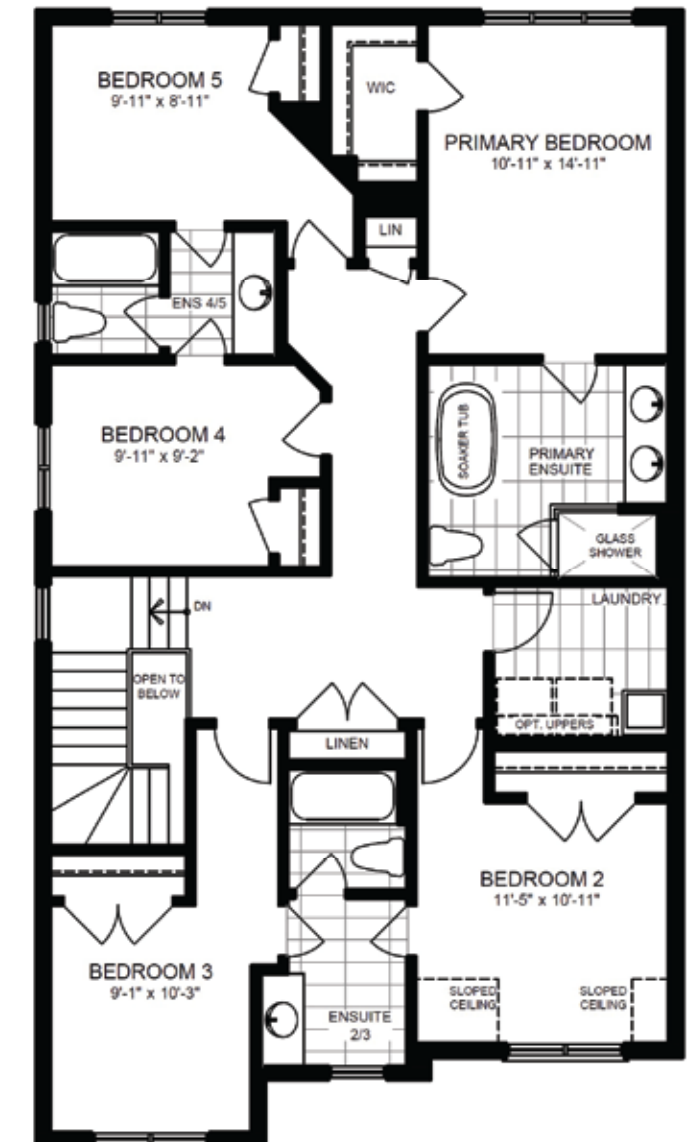 BEDROOM 5
9'-11" x 8'-11"
WIC
PRIMARY BEDROOM
10'-11" x 14'-11"
LIN
ENS 4/5
BEDROOM 4
9'-11" x 9'-2"
SOAKER TUB
PRIMARY
ENSUITE
GLASS
SHOWER
LAUNDRY
DN
OPEN TO
BELOW
OPT. UPPERS
LINEN
BEDROOM 2
11'-5" x 10'-11"
BEDROOM 3
9'-1" x 10'-3"
SLOPED
CEILING
SLOPED
CEILING
ENSUITE
2/3